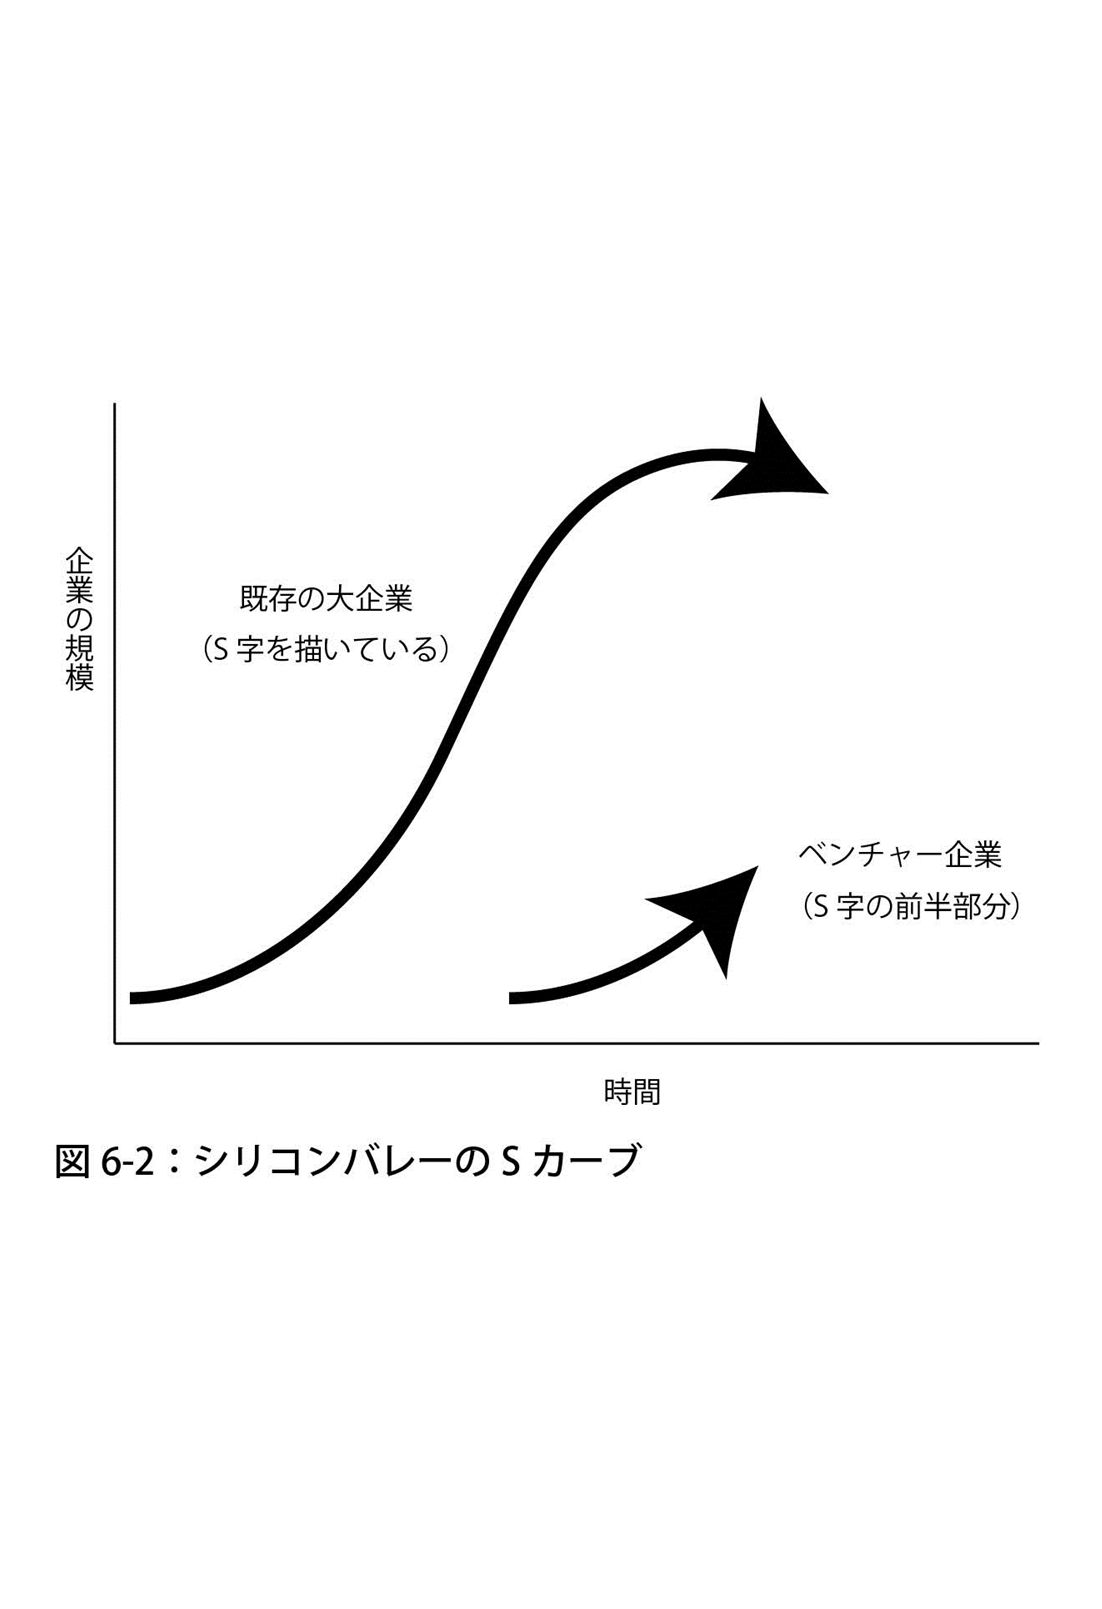 企業の規模
既存の大企業
（S 字を描いている）
ベンチャー企業
（S 字の前半部分）
時間
図 6-2：シリコンバレーの S カーブ